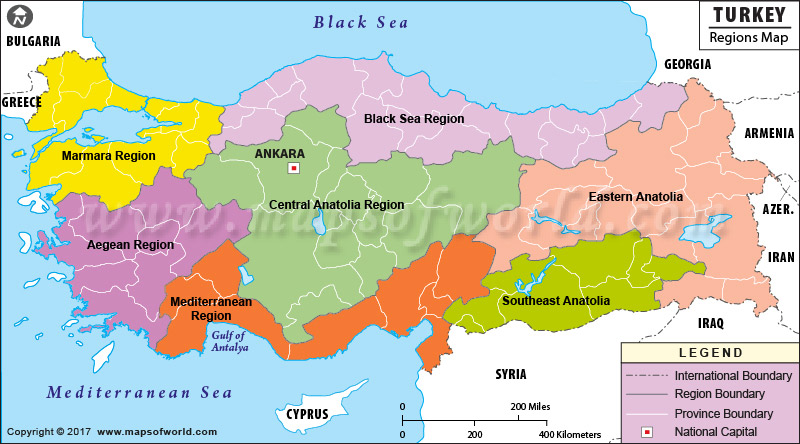 TURKEY
Regions Map
N
Black Sea
BULGARIA
GREECE
GEORGIA
ARMENIA
AZER.
IRAN
IRAQ
SYRIA
CYPRUS
Black Sea Region
Marmara Region
ANKARA
Central Anatolia Region
Eastern Anatolia
Aegean Region
Mediterranean
Region
Southeast Anatolia
Gulf of
Antalya
Mediterranean Sea
www.mapsofworld.com
LEGEND
International Boundary
Region Boundary
Province Boundary
National Capital
0 200 Miles
0 200 400 Kilometers
Copyright © 2017 www.mapsofworld.com